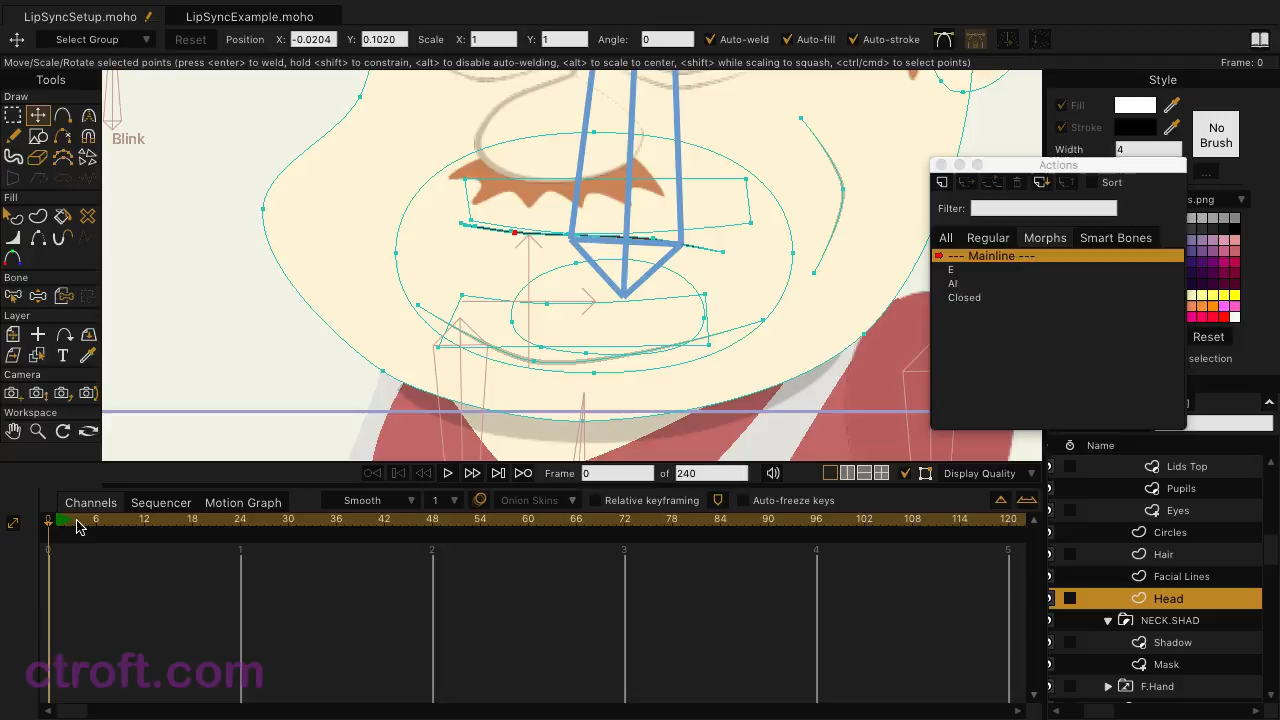 LipSyncSetup.moho
LipSyncExample.moho
Select Group
Reset
Position
X:
-0.0204
Y:
0.1020
Scale
X:
1
Y:
1
Angle:
0
Auto-weld
Auto-fill
Auto-stroke
Move/Scale/Rotate selected points (press <enter> to weld, hold <shift> to constrain, <alt> to disable auto-welding, <alt> to scale to center, <shift> while scaling to squash, <ctrl/cmd> to select points)
Frame: 0
Tools
Draw
Fill
Bone
Layer
Camera
Workspace
Blink
Style
Fill
Stroke
Width
4
No
Brush
...
s.png
Reset
selection
Actions
Sort
Filter:
All
Regular
Morphs
Smart Bones
--- Mainline ---
E
AI
Closed
Name
Lids Top
Pupils
Eyes
Circles
Hair
Facial Lines
Head
NECK.SHAD
Shadow
Mask
F.Hand
Frame
0
of
240
Display Quality
Channels
Sequencer
Motion Graph
Smooth
1
Onion Skins
Relative keyframing
Auto-freeze keys
6
12
18
24
30
36
42
48
54
60
66
72
78
84
90
96
102
108
114
120
0
1
2
3
4
5
ctroft.com